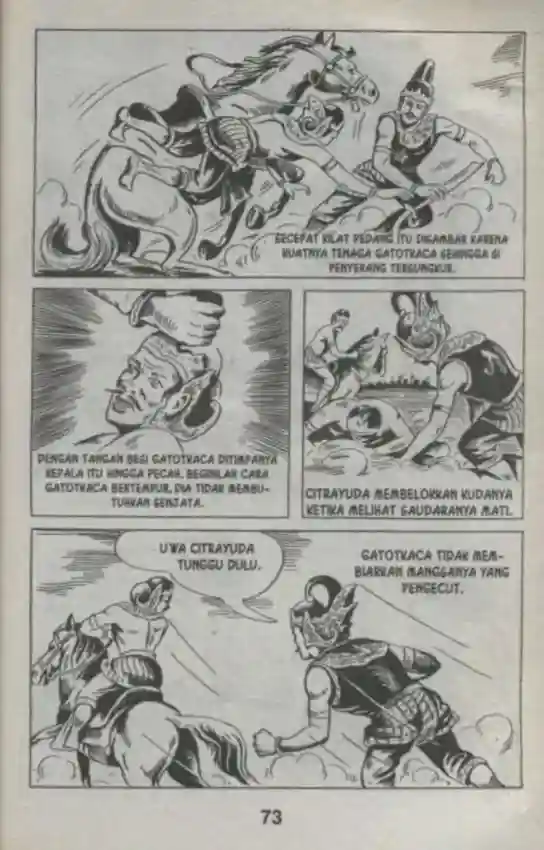 SECEPAT KILAT PEDANG ITU DISAMBAR KARENA
KUATNYA TENAGA GATOTKACA SEHINGGA SI
PENYERANG TERSUNGKUR.
DENGAN TANGAN BESI GATOTKACA DITIMPANYA
KEPALA ITU HINGGA PECAH. BEGINILAH CARA
GATOTKACA BERTEMPUR, DIA TIDAK MEMBU-
TUHKAN SENJATA.
CITRAYUDA MEMBELOKKAN KUDANYA
KETIKA MELIHAT SAUDARANYA MATI.
UWA CITRAYUDA
TUNGGU DULU.
GATOTKACA TIDAK MEM-
BIARKAN MANGSANYA YANG
PENGECUT.
73